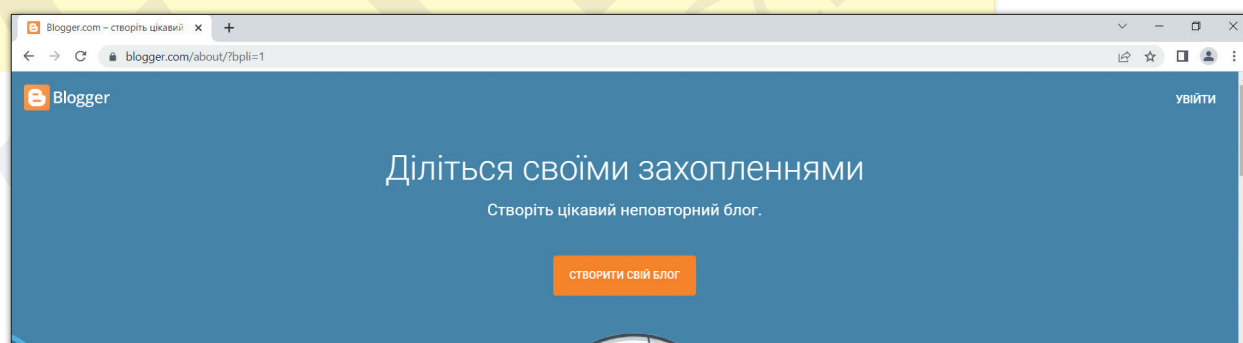 Blogger.com – створіть цікавий
blogger.com/about/?bpli=1
Blogger
УВІЙТИ
Діліться своїми захопленнями
Створіть цікавий неповторний блог.
СТВОРИТИ СВІЙ БЛОГ